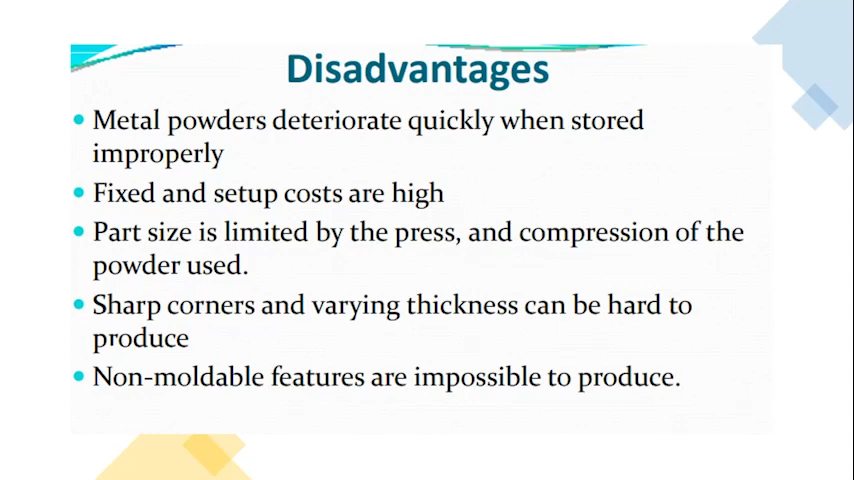 Disadvantages
• Metal powders deteriorate quickly when stored
improperly
• Fixed and setup costs are high
• Part size is limited by the press, and compression of the
powder used.
• Sharp corners and varying thickness can be hard to
produce
• Non-moldable features are impossible to produce.